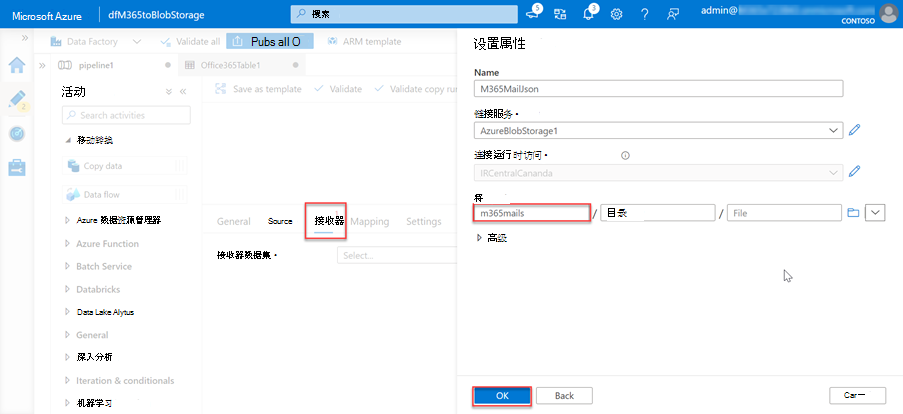 Microsoft Azure
dfM365toBlobStorage
搜索
5
3
admin@
CONTOSO
Data Factory
Validate all
Pubs all O
ARM template
设置属性
pipeline1
Office365Table1
Name
M365MailJson
活动
Save as template
Validate
Validate copy run
Search activities
链接服务
AzureBlobStorage1
移动转换
连接运行时访问
Copy data
IRCentralCananda
Data flow
将
m365mails / 目录 / File
General
Source
接收器
Mapping
Settings
高级
Azure 数据资源管理器
Azure Function
接收器数据集
Select...
Batch Service
Databricks
Data Lake Alytus
General
深入分析
Iteration & conditionals
机器学习
OK
Back
Car一
2